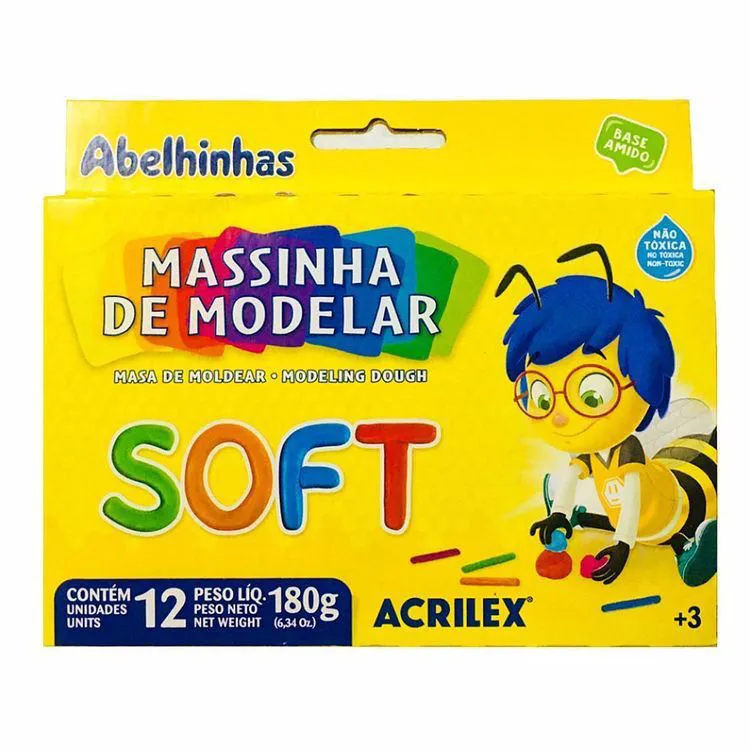 Abelhinhas
BASE
AMIDO
NÃO
TÓXICA
NO TOXICA
NON-TOXIC
MASSINHA
DE MODELAR
MASA DE MOLDEAR • MODELING DOUGH
SOFT
CONTÉM
UNIDADES
UNITS
12
PESO LÍQ.
PESO NETO
NET WEIGHT
180g
(6,34 Oz.)
ACRILEX®
+3